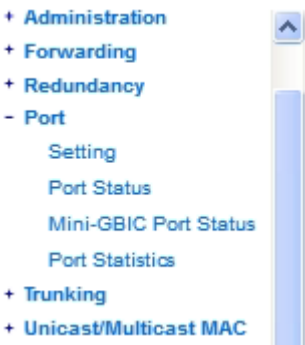 + Administration
+ Forwarding
+ Redundancy
- Port
Setting
Port Status
Mini-GBIC Port Status
Port Statistics
+ Trunking
+ Unicast/Multicast MAC